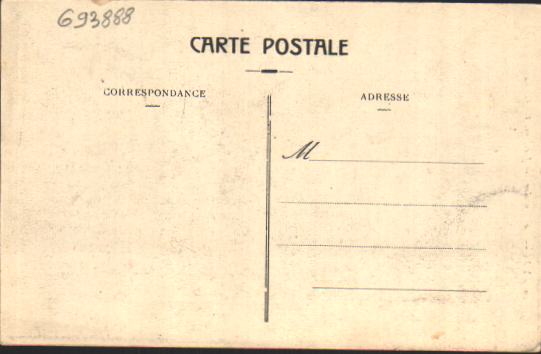 693888
CARTE POSTALE
CORRESPONDANCE
ADRESSE
M